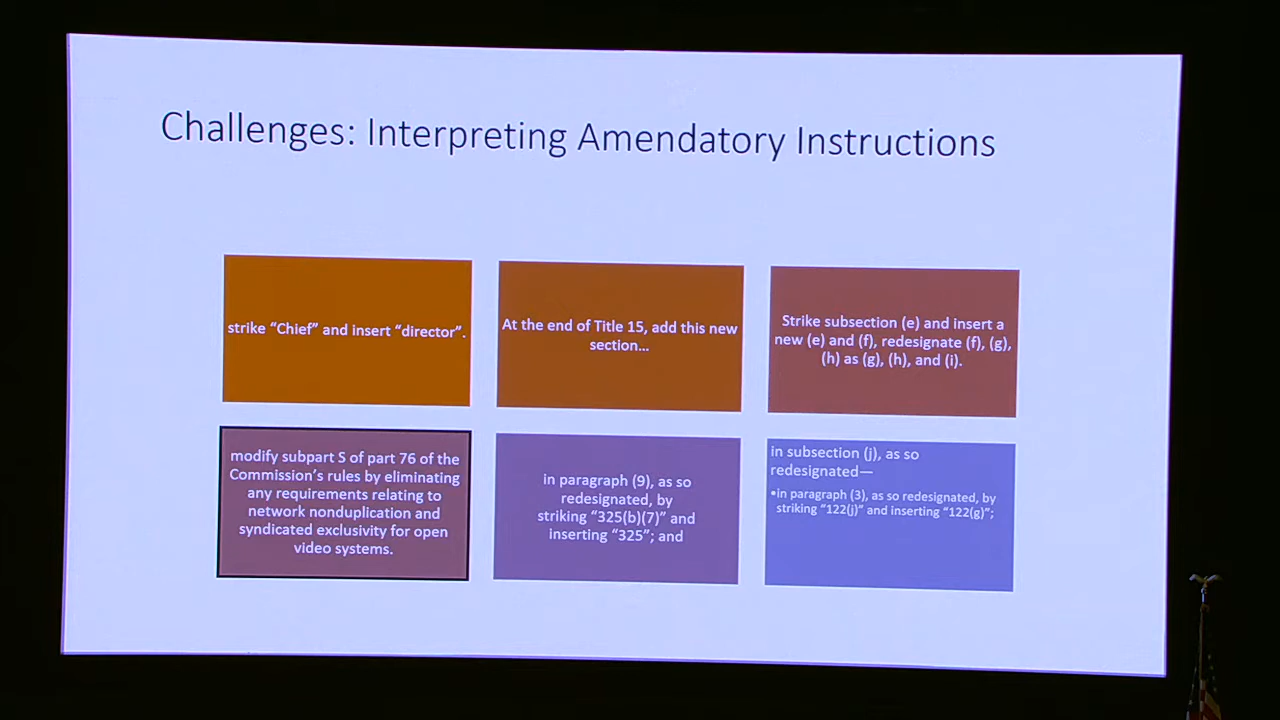 Challenges: Interpreting Amendatory Instructions
strike “Chief” and insert “director”.
At the end of Title 15, add this new
section...
Strike subsection (e) and insert a
new (e) and (f), redesignate (f), (g),
(h) as (g), (h), and (i).
modify subpart S of part 76 of the
Commission’s rules by eliminating
any requirements relating to
network nonduplication and
syndicated exclusivity for open
video systems.
in paragraph (9), as so
redesignated, by
striking “325(b)(7)” and
inserting “325”; and
in subsection (j), as so
redesignated—
•in paragraph (3), as so redesignated, by
striking “122(j)” and inserting “122(g)”;